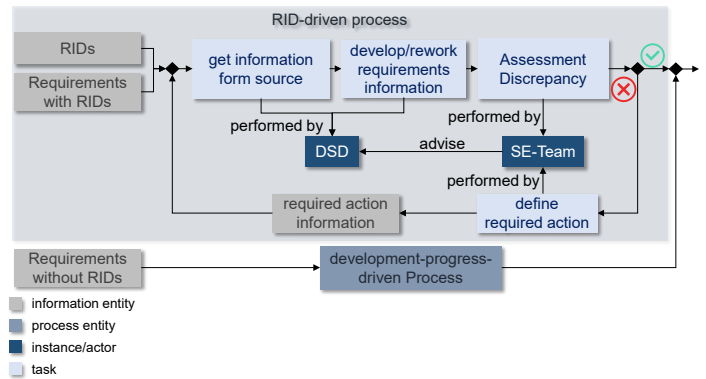 RID-driven process
RIDs
Requirements
with RIDs
get information
form source
develop/rework
requirements
information
Assessment
Discrepancy
performed by
performed by
DSD
advise
SE-Team
performed by
required action
information
define
required action
Requirements
without RIDs
development-progress-
driven Process
information entity
process entity
instance/actor
task